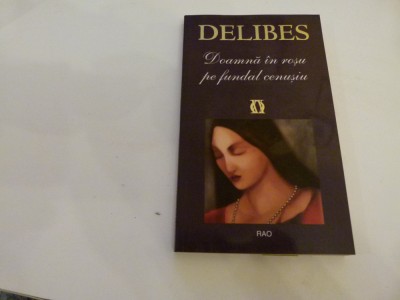 DELIBES
Doamnă în roșu
pe fundal cenușiu
RAO